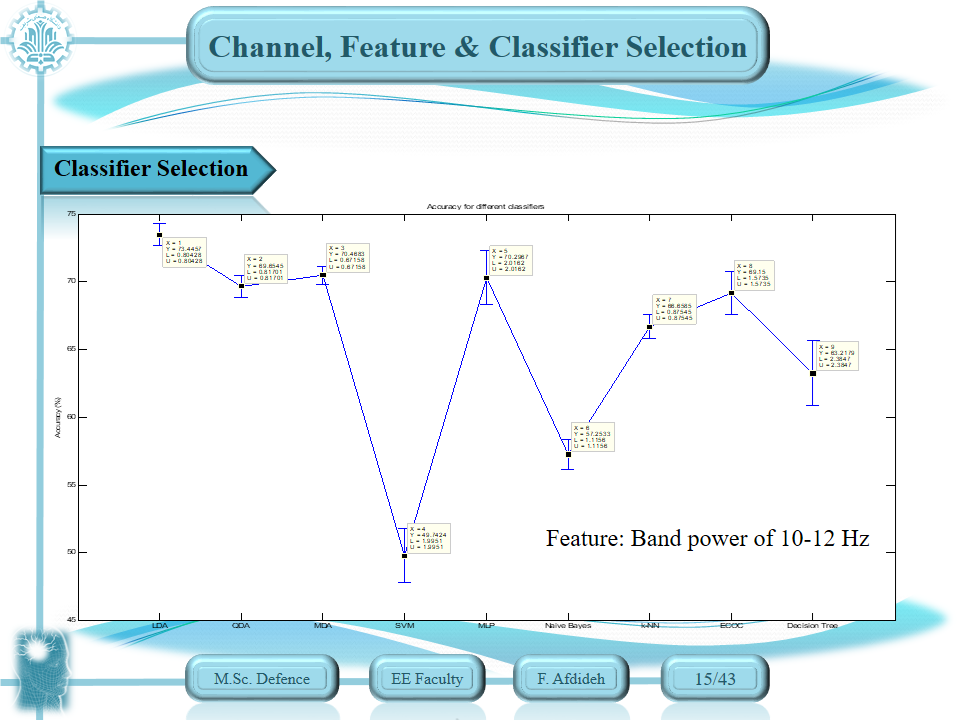 Channel, Feature & Classifier Selection
Classifier Selection
Accuracy for different classifiers
75
70
65
60
55
50
45
Accuracy (%)
X = 1
Y = 73.4457
L = 0.80428
U = 0.80428
X = 2
Y = 69.6545
L = 0.81701
U = 0.81701
X = 3
Y = 70.4683
L = 0.67158
U = 0.67158
X = 4
Y = 49.7424
L = 1.9951
U = 1.9951
X = 5
Y = 70.2967
L = 2.0162
U = 2.0162
X = 6
Y = 57.2533
L = 1.1156
U = 1.1156
X = 7
Y = 66.6585
L = 0.87545
U = 0.87545
X = 8
Y = 69.15
L = 1.5735
U = 1.5735
X = 9
Y = 63.2179
L = 2.3847
U = 2.3847
Feature: Band power of 10-12 Hz
LDA QDA MDA SVM MLP Naive Bayes k-NN ECOC Decision Tree
M.Sc. Defence EE Faculty F. Afdideh 15/43